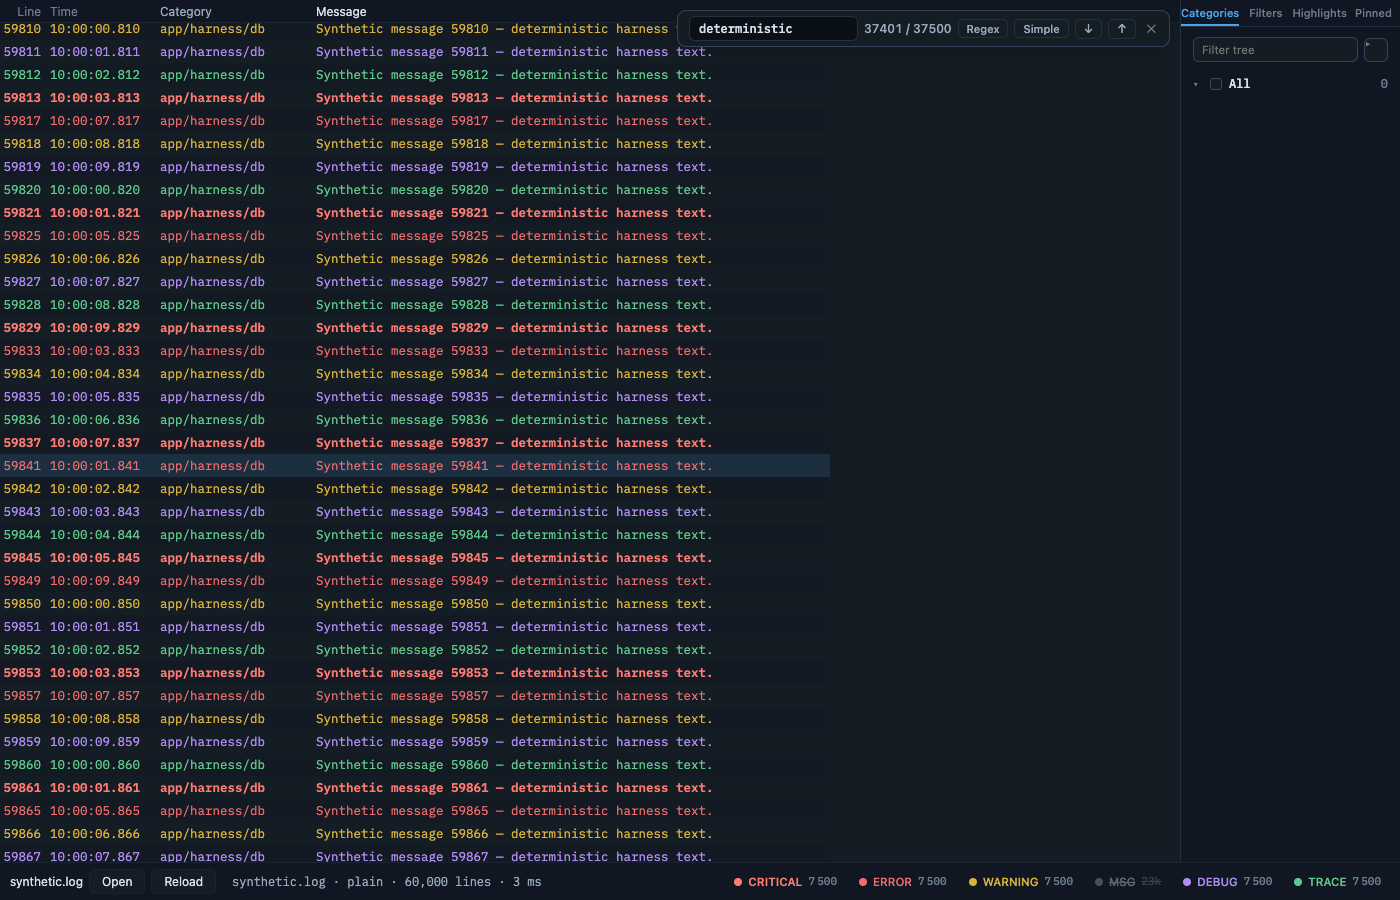 Line Time Category Message
deterministic 37401 / 37500 Regex Simple ↓ ↑ ×
Categories Filters Highlights Pinned
Filter tree
All 0
59810 10:00:00.810 app/harness/db Synthetic message 59810 — deterministic harness
59811 10:00:01.811 app/harness/db Synthetic message 59811 — deterministic harness text.
59812 10:00:02.812 app/harness/db Synthetic message 59812 — deterministic harness text.
59813 10:00:03.813 app/harness/db Synthetic message 59813 — deterministic harness text.
59817 10:00:07.817 app/harness/db Synthetic message 59817 — deterministic harness text.
59818 10:00:08.818 app/harness/db Synthetic message 59818 — deterministic harness text.
59819 10:00:09.819 app/harness/db Synthetic message 59819 — deterministic harness text.
59820 10:00:00.820 app/harness/db Synthetic message 59820 — deterministic harness text.
59821 10:00:01.821 app/harness/db Synthetic message 59821 — deterministic harness text.
59825 10:00:05.825 app/harness/db Synthetic message 59825 — deterministic harness text.
59826 10:00:06.826 app/harness/db Synthetic message 59826 — deterministic harness text.
59827 10:00:07.827 app/harness/db Synthetic message 59827 — deterministic harness text.
59828 10:00:08.828 app/harness/db Synthetic message 59828 — deterministic harness text.
59829 10:00:09.829 app/harness/db Synthetic message 59829 — deterministic harness text.
59833 10:00:03.833 app/harness/db Synthetic message 59833 — deterministic harness text.
59834 10:00:04.834 app/harness/db Synthetic message 59834 — deterministic harness text.
59835 10:00:05.835 app/harness/db Synthetic message 59835 — deterministic harness text.
59836 10:00:06.836 app/harness/db Synthetic message 59836 — deterministic harness text.
59837 10:00:07.837 app/harness/db Synthetic message 59837 — deterministic harness text.
59841 10:00:01.841 app/harness/db Synthetic message 59841 — deterministic harness text.
59842 10:00:02.842 app/harness/db Synthetic message 59842 — deterministic harness text.
59843 10:00:03.843 app/harness/db Synthetic message 59843 — deterministic harness text.
59844 10:00:04.844 app/harness/db Synthetic message 59844 — deterministic harness text.
59845 10:00:05.845 app/harness/db Synthetic message 59845 — deterministic harness text.
59849 10:00:09.849 app/harness/db Synthetic message 59849 — deterministic harness text.
59850 10:00:00.850 app/harness/db Synthetic message 59850 — deterministic harness text.
59851 10:00:01.851 app/harness/db Synthetic message 59851 — deterministic harness text.
59852 10:00:02.852 app/harness/db Synthetic message 59852 — deterministic harness text.
59853 10:00:03.853 app/harness/db Synthetic message 59853 — deterministic harness text.
59857 10:00:07.857 app/harness/db Synthetic message 59857 — deterministic harness text.
59858 10:00:08.858 app/harness/db Synthetic message 59858 — deterministic harness text.
59859 10:00:09.859 app/harness/db Synthetic message 59859 — deterministic harness text.
59860 10:00:00.860 app/harness/db Synthetic message 59860 — deterministic harness text.
59861 10:00:01.861 app/harness/db Synthetic message 59861 — deterministic harness text.
59865 10:00:05.865 app/harness/db Synthetic message 59865 — deterministic harness text.
59866 10:00:06.866 app/harness/db Synthetic message 59866 — deterministic harness text.
59867 10:00:07.867 app/harness/db Synthetic message 59867 — deterministic harness text.
synthetic.log Open Reload synthetic.log · plain · 60,000 lines · 3 ms CRITICAL 7 500 ERROR 7 500 WARNING 7 500 MSG 23k DEBUG 7 500 TRACE 7 500